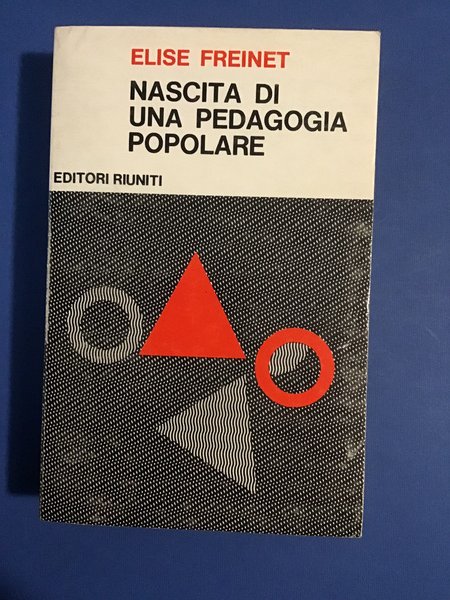 ELISE FREINET
NASCITA DI
UNA PEDAGOGIA
POPOLARE
EDITORI RIUNITI